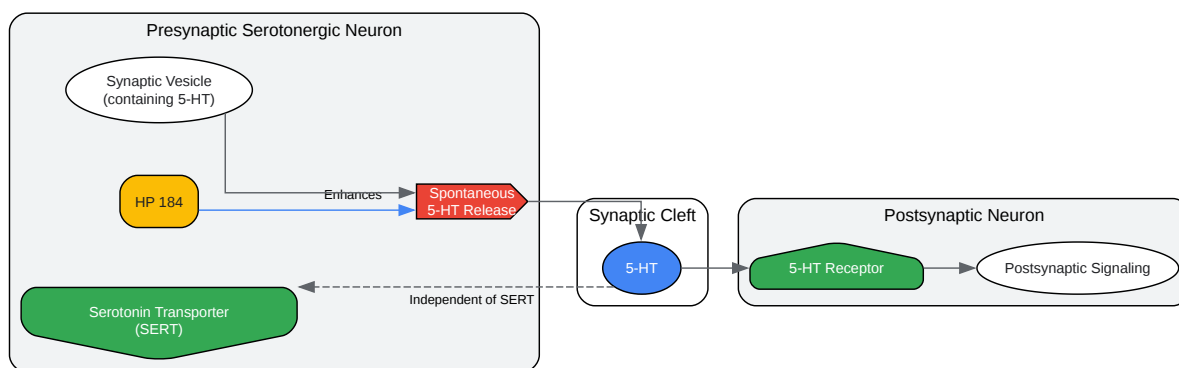 Presynaptic Serotonergic Neuron
Synaptic Vesicle
(containing 5-HT)
HP 184
Enhances
Spontaneous
5-HT Release
Serotonin Transporter
(SERT)
Independent of SERT
Synaptic Cleft
5-HT
Postsynaptic Neuron
5-HT Receptor
Postsynaptic Signaling